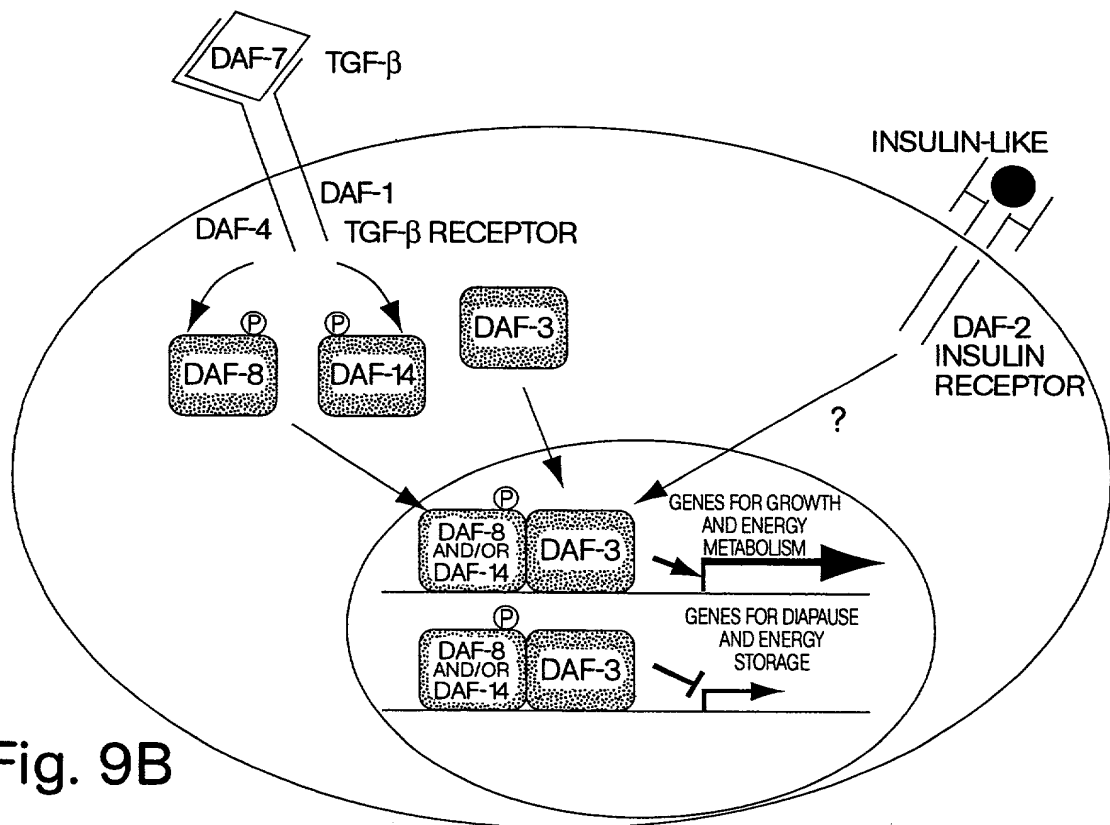 DAF-7
TGF-β
INSULIN-LIKE
DAF-1
DAF-4
TGF-β RECEPTOR
P
P
DAF-3
DAF-8
DAF-14
DAF-2
INSULIN
RECEPTOR
?
P
DAF-8
AND/OR
DAF-14
DAF-3
GENES FOR GROWTH
AND ENERGY
METABOLISM
P
DAF-8
AND/OR
DAF-14
DAF-3
GENES FOR DIAPAUSE
AND ENERGY
STORAGE
Fig. 9B